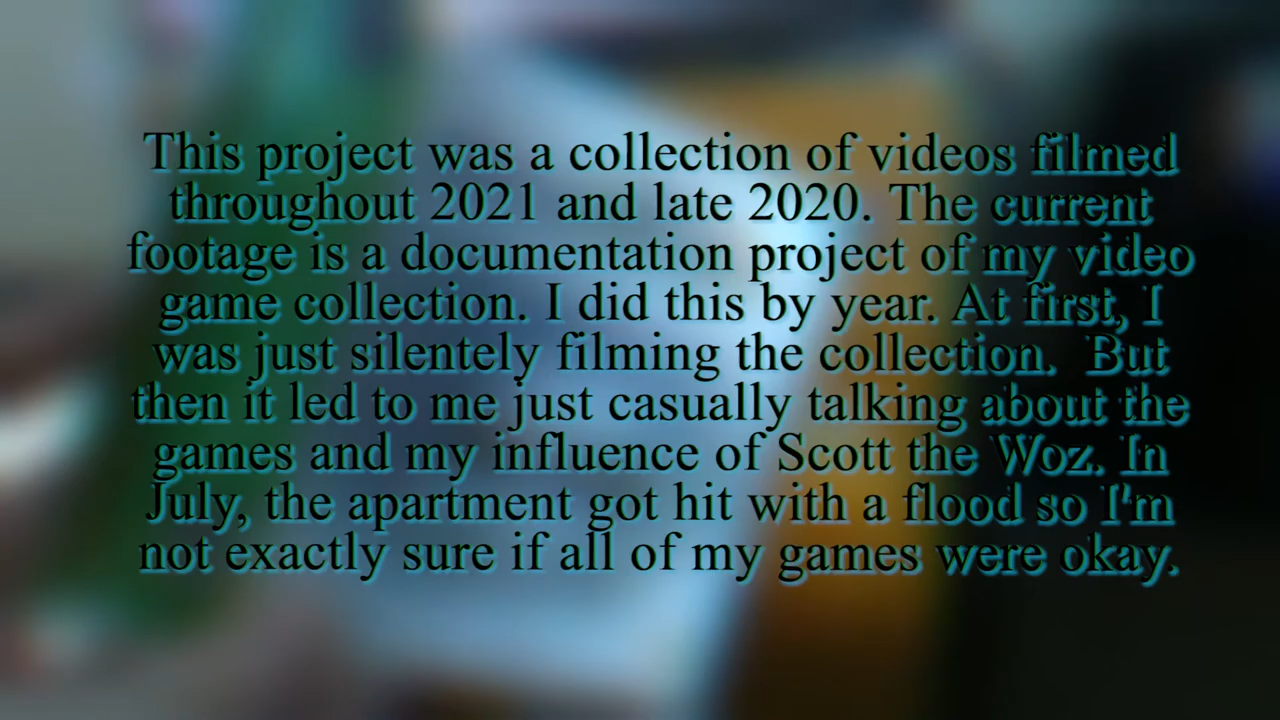 This project was a collection of videos filmed
throughout 2021 and late 2020. The current
footage is a documentation project of my video
game collection. I did this by year. At first, I
was just silentely filming the collection.  But
then it led to me just casually talking about the
games and my influence of Scott the Woz. In
July, the apartment got hit with a flood so I'm
not exactly sure if all of my games were okay.